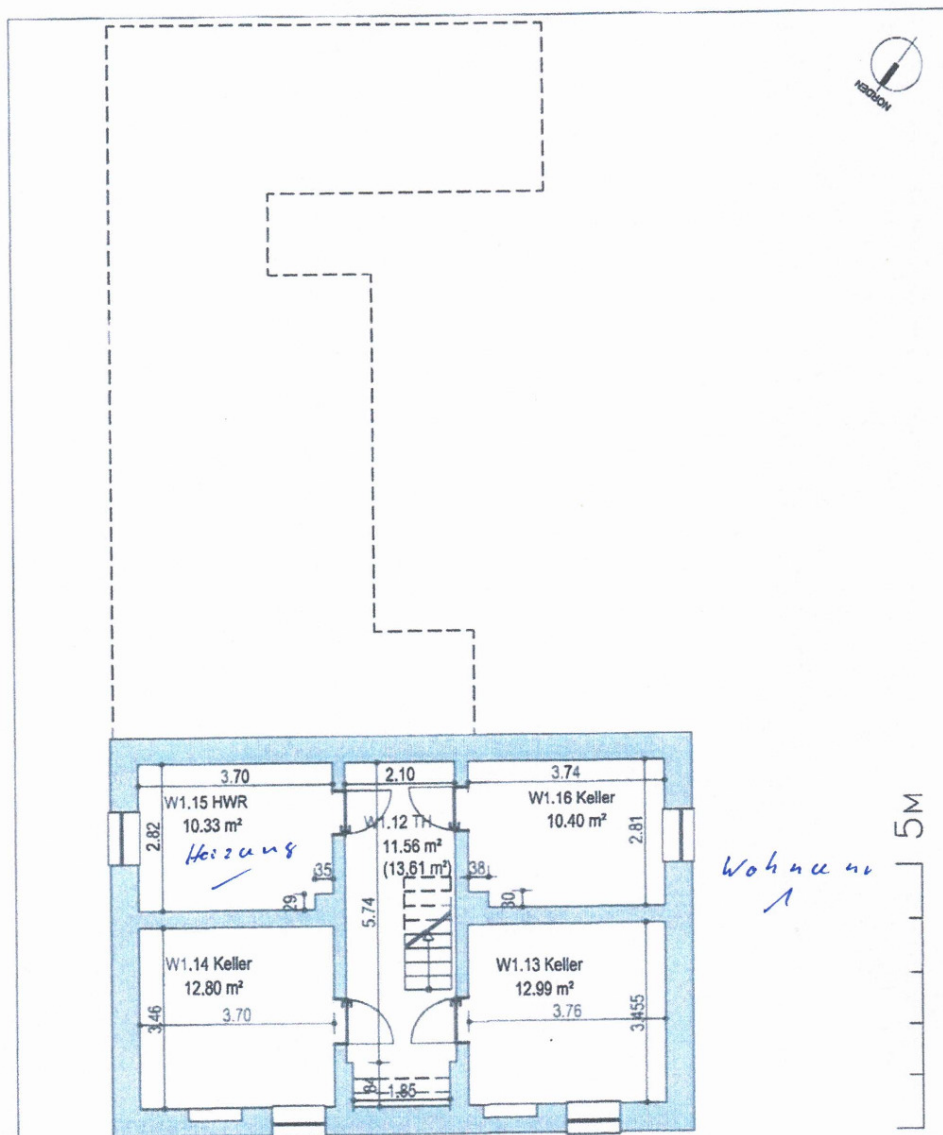 NORDEN
3.70
2.10
3.74
W1.15 HWR
10.33 m²
W1.12 TH
11.56 m²
(13.61 m²)
W1.16 Keller
10.40 m²
2.82
2.81
Heizung
35
38
29
30
5.74
5M
1
W1.14 Keller
12.80 m²
3.70
3.46
W1.13 Keller
12.99 m²
3.76
3.455
84
1.85